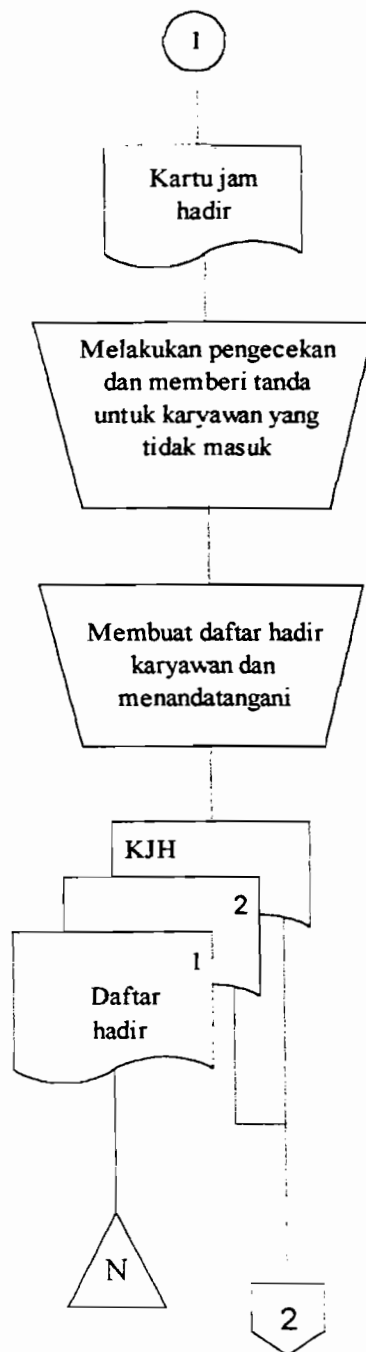 1
Kartu jam
hadir
Melakukan pengecekan
dan memberi tanda
untuk karyawan yang
tidak masuk
Membuat daftar hadir
karyawan dan
menandatangani
KJH
2
1
Daftar
hadir
N
2